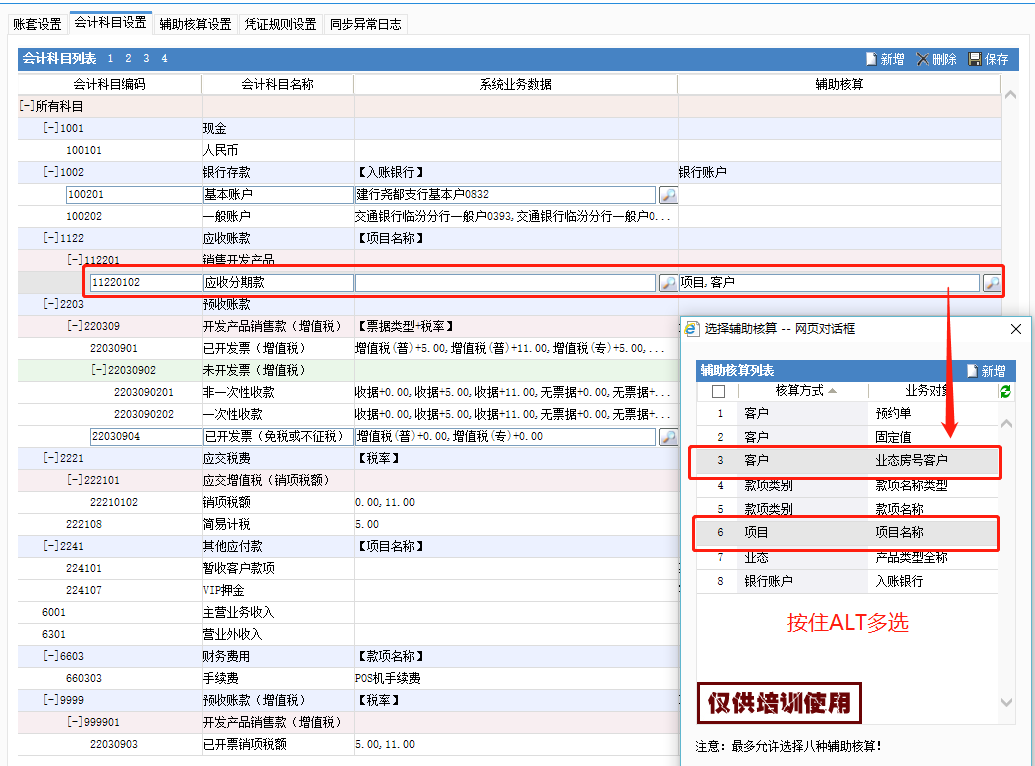 账套设置 会计科目设置 辅助核算设置 凭证规则设置 同步异常日志
会计科目列表 1 2 3 4 新增 删除 保存
会计科目编码 会计科目名称 系统业务数据 辅助核算
[-]所有科目
[-]1001 现金
100101 人民币
[-]1002 银行存款 【入账银行】 银行账户
100201 基本账户 建行尧都支行基本户0832
100202 一般账户 交通银行临汾分行一般户0393,交通银行临汾分行一般户0...
[-]1122 应收账款 【项目名称】
[-]112201 销售开发产品
11220102 应收分期款 项目,客户
[-]2203 预收账款
[-]220309 开发产品销售款（增值税） 【票据类型+税率】
22030901 已开发票（增值税） 增值税(普)+5.00,增值税(普)+11.00,增值税(专)+5.00,...
[-]22030902 未开发票（增值税）
2203090201 非一次性收款 收据+0.00,收据+5.00,收据+11.00,无票据+0.00,无票据+...
2203090202 一次性收款 收据+0.00,收据+5.00,收据+11.00,无票据+0.00,无票据+...
22030904 已开发票（免税或不征税） 增值税(普)+0.00,增值税(专)+0.00
[-]2221 应交税费 【税率】
[-]222101 应交增值税（销项税额）
22210102 销项税额 0.00,11.00
222108 简易计税 5.00
[-]2241 其他应付款 【项目名称】
224101 暂收客户款项
224107 VIP押金
6001 主营业务收入
6301 营业外收入
[-]6603 财务费用 【款项名称】
660303 手续费 POS机手续费
[-]9999 预收账款（增值税） 【税率】
[-]999901 开发产品销售款（增值税）
22030903 已开票销项税额 5.00,11.00
选择辅助核算 -- 网页对话框
辅助核算列表 新增
核算方式 业务对象
1 客户 预约单
2 客户 固定值
3 客户 业态房号客户
4 款项类别 款项名称类型
5 款项类别 款项名称
6 项目 项目名称
7 业态 产品类型全称
8 银行账户 入账银行
按住ALT多选
仅供培训使用
注意：最多允许选择八种辅助核算！